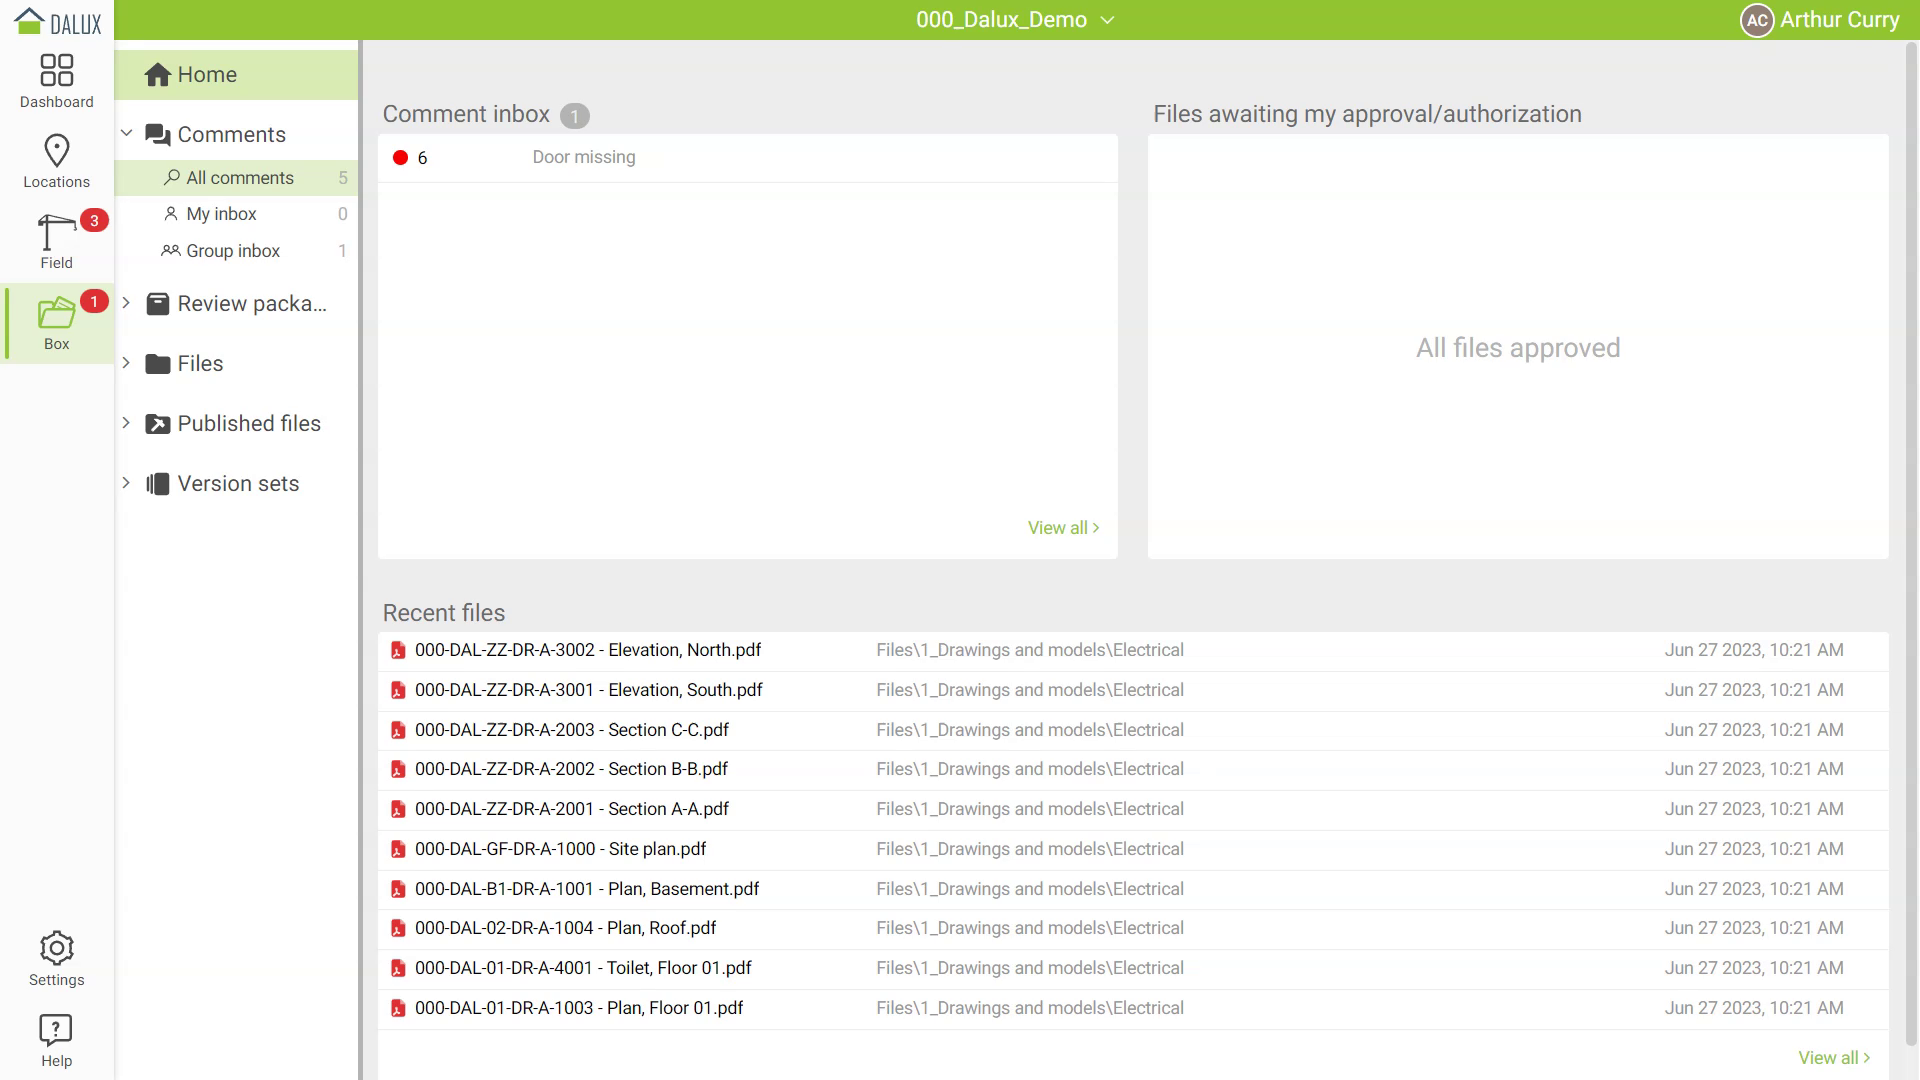 DALUX
000_Dalux_Demo
AC Arthur Curry
Dashboard
Locations
3
Field
1
Box
Settings
?
Help
Home
Comments
All comments 5
My inbox 0
Group inbox 1
Review packa...
Files
Published files
Version sets
Comment inbox 1
6 Door missing
View all >
Files awaiting my approval/authorization
All files approved
Recent files
000-DAL-ZZ-DR-A-3002 - Elevation, North.pdf Files\1_Drawings and models\Electrical Jun 27 2023, 10:21 AM
000-DAL-ZZ-DR-A-3001 - Elevation, South.pdf Files\1_Drawings and models\Electrical Jun 27 2023, 10:21 AM
000-DAL-ZZ-DR-A-2003 - Section C-C.pdf Files\1_Drawings and models\Electrical Jun 27 2023, 10:21 AM
000-DAL-ZZ-DR-A-2002 - Section B-B.pdf Files\1_Drawings and models\Electrical Jun 27 2023, 10:21 AM
000-DAL-ZZ-DR-A-2001 - Section A-A.pdf Files\1_Drawings and models\Electrical Jun 27 2023, 10:21 AM
000-DAL-GF-DR-A-1000 - Site plan.pdf Files\1_Drawings and models\Electrical Jun 27 2023, 10:21 AM
000-DAL-B1-DR-A-1001 - Plan, Basement.pdf Files\1_Drawings and models\Electrical Jun 27 2023, 10:21 AM
000-DAL-02-DR-A-1004 - Plan, Roof.pdf Files\1_Drawings and models\Electrical Jun 27 2023, 10:21 AM
000-DAL-01-DR-A-4001 - Toilet, Floor 01.pdf Files\1_Drawings and models\Electrical Jun 27 2023, 10:21 AM
000-DAL-01-DR-A-1003 - Plan, Floor 01.pdf Files\1_Drawings and models\Electrical Jun 27 2023, 10:21 AM
View all >